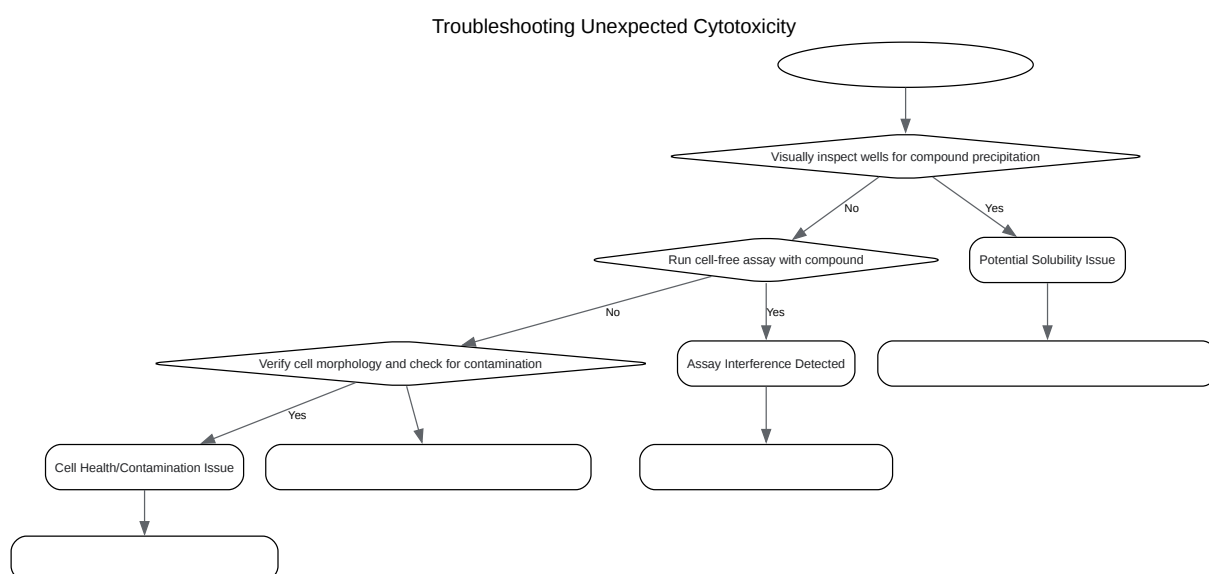 Troubleshooting Unexpected Cytotoxicity
Visually inspect wells for compound precipitation
No
Yes
Run cell-free assay with compound
Potential Solubility Issue
No
Yes
Verify cell morphology and check for contamination
Assay Interference Detected
Yes
Cell Health/Contamination Issue